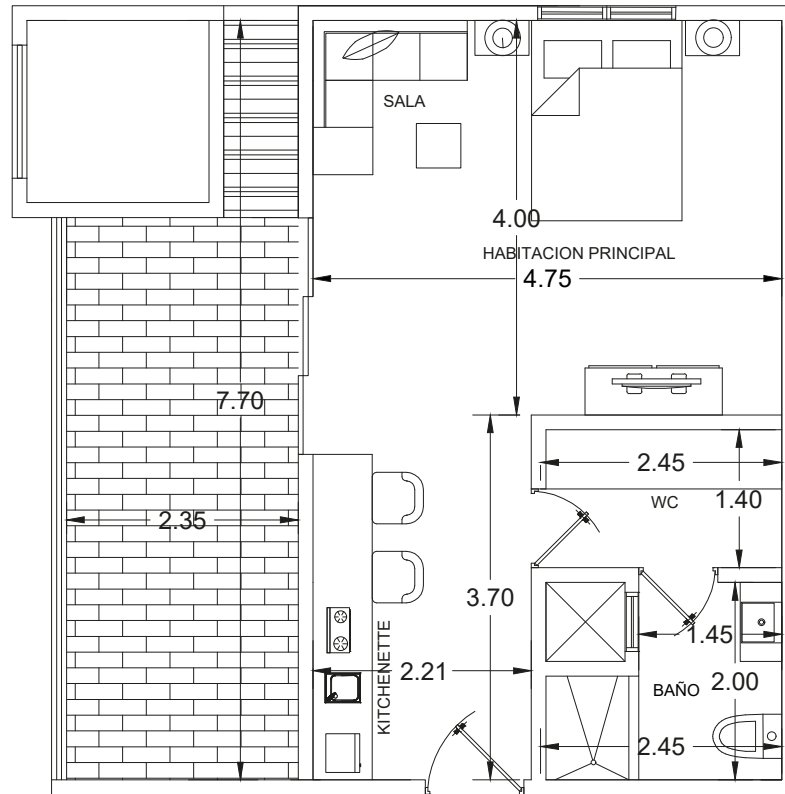 SALA
4.00
HABITACION PRINCIPAL
4.75
7.70
2.45
WC
1.40
2.35
3.70
1.45
2.21
KITCHENETTE
BAÑO
2.00
2.45